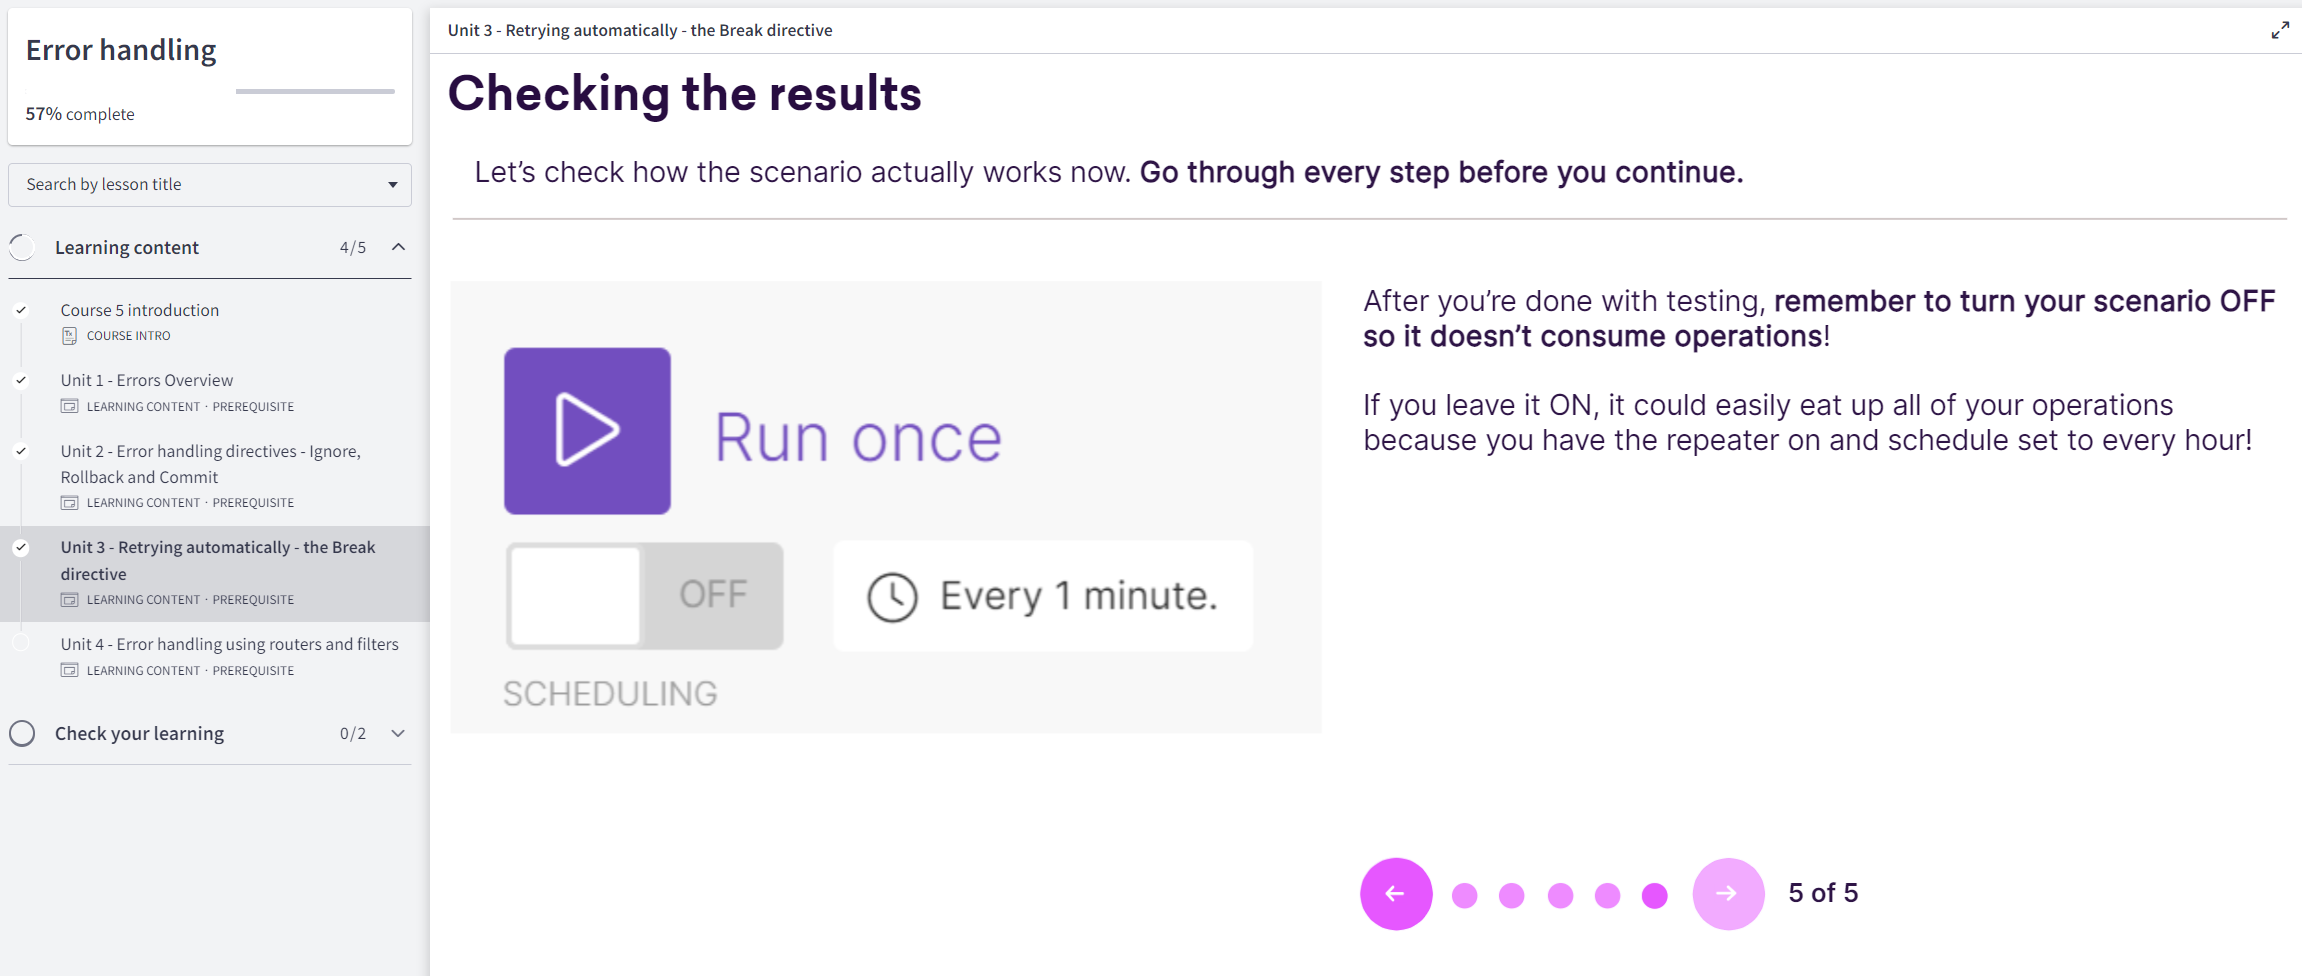 Error handling
57% complete
Search by lesson title
Learning content 4/5
Course 5 introduction
COURSE INTRO
Unit 1 - Errors Overview
LEARNING CONTENT · PREREQUISITE
Unit 2 - Error handling directives - Ignore,
Rollback and Commit
LEARNING CONTENT · PREREQUISITE
Unit 3 - Retrying automatically - the Break
directive
LEARNING CONTENT · PREREQUISITE
Unit 4 - Error handling using routers and filters
LEARNING CONTENT · PREREQUISITE
Check your learning 0/2
Unit 3 - Retrying automatically - the Break directive
Checking the results
Let’s check how the scenario actually works now. Go through every step before you continue.
Run once
OFF
Every 1 minute.
SCHEDULING
After you’re done with testing, remember to turn your scenario OFF
so it doesn’t consume operations!
If you leave it ON, it could easily eat up all of your operations
because you have the repeater on and schedule set to every hour!
5 of 5